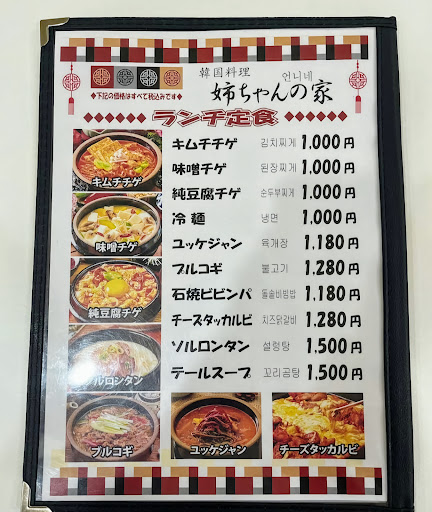 韓国料理 언니네
姉ちゃんの家
◆下記の価格はすべて税込みです◆
ランチ定食
キムチチゲ 김치찌게 1.000円
味噌チゲ 된장찌게 1.000円
純豆腐チゲ 순두부찌게 1.000円
冷麺 냉면 1.000円
ユッケジャン 육개장 1.180円
プルコギ 불고기 1.280円
石焼ビビンパ 돌솥비빔밥 1.180円
チーズタッカルビ 치즈닭갈비 1.280円
ソルロンタン 설렁탕 1.500円
テールスープ 꼬리곰탕 1.500円
キムチチゲ
味噌チゲ
純豆腐チゲ
ソルロンタン
プルコギ
ユッケジャン
チーズタッカルビ